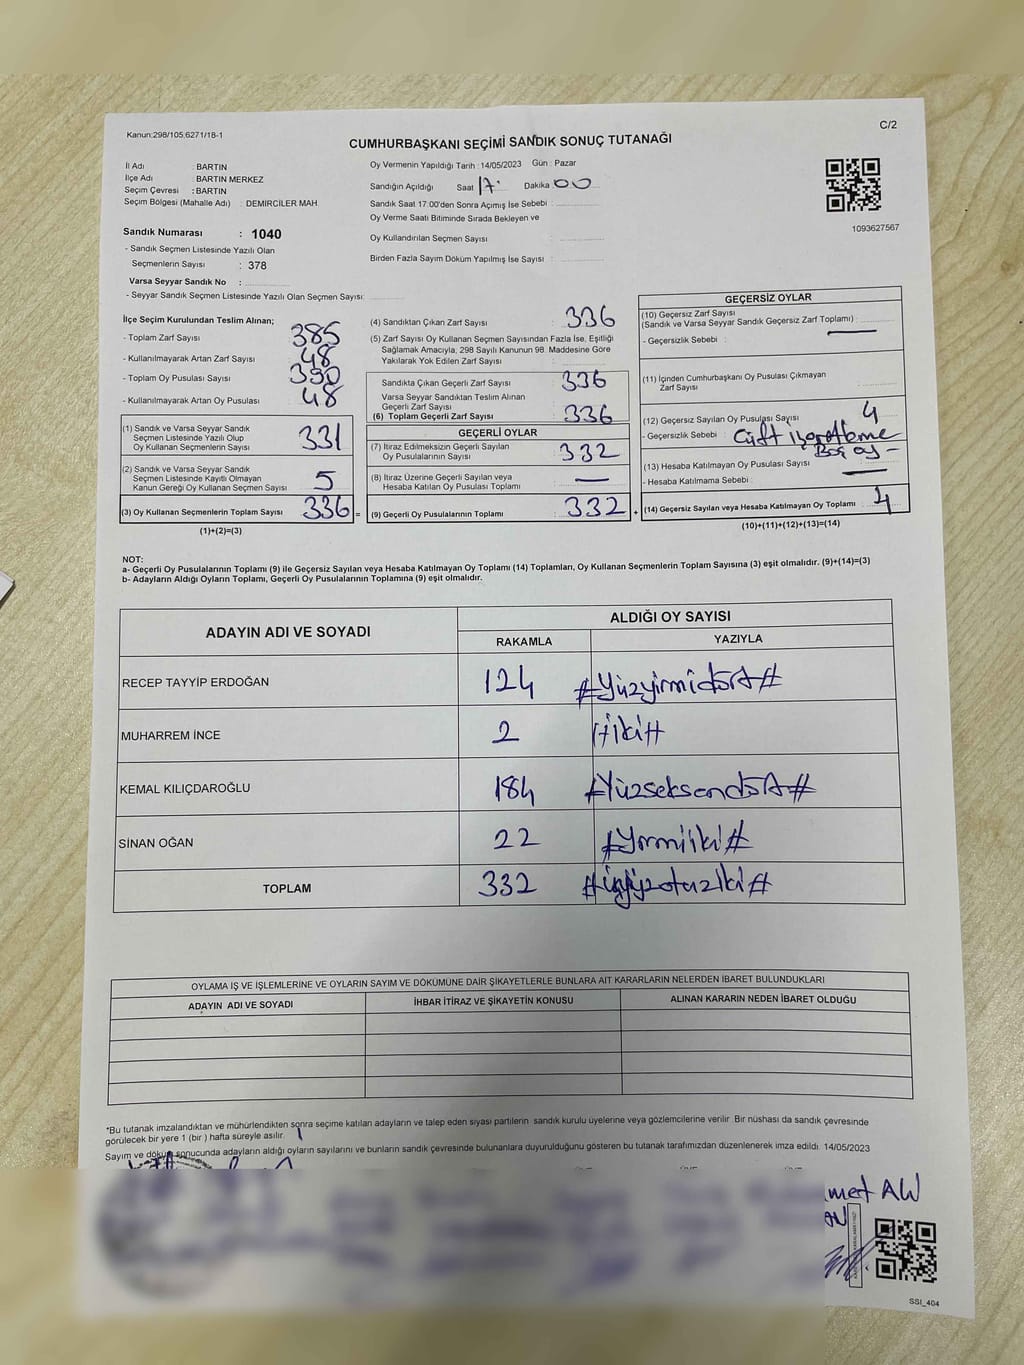 Kanun:298/105;6271/18-1
C/2
CUMHURBAŞKANI SEÇİMİ SANDIK SONUÇ TUTANAĞI
İl Adı : BARTIN
İlçe Adı : BARTIN MERKEZ
Seçim Çevresi : BARTIN
Seçim Bölgesi (Mahalle Adı) : DEMİRCİLER MAH.
Sandık Numarası : 1040
- Sandık Seçmen Listesinde Yazılı Olan
Seçmenlerin Sayısı : 378
Varsa Seyyar Sandık No :
- Seyyar Sandık Seçmen Listesinde Yazılı Olan Seçmen Sayısı:
Oy Vermenin Yapıldığı Tarih : 14/05/2023 Gün : Pazar
Sandığın Açıldığı Saat 17 Dakika 00
Sandık Saat 17:00'den Sonra Açımış İse Sebebi :
Oy Verme Saati Bitiminde Sırada Bekleyen ve
Oy Kullandırılan Seçmen Sayısı :
Birden Fazla Sayım Döküm Yapılmış İse Sayısı :
1093627567
İlçe Seçim Kurulundan Teslim Alınan;
- Toplam Zarf Sayısı : 385
- Kullanılmayarak Artan Zarf Sayısı : 48
- Toplam Oy Pusulası Sayısı : 390
- Kullanılmayarak Artan Oy Pusulası : 48
(1) Sandık ve Varsa Seyyar Sandık
Seçmen Listesinde Yazılı Olup
Oy Kullanan Seçmenlerin Sayısı : 331
(2) Sandık ve Varsa Seyyar Sandık
Seçmen Listesinde Kayıtlı Olmayan
Kanun Gereği Oy Kullanan Seçmen Sayısı : 5
(3) Oy Kullanan Seçmenlerin Toplam Sayısı : 336 =
(1)+(2)=(3)
(4) Sandıktan Çıkan Zarf Sayısı : 336
(5) Zarf Sayısı Oy Kullanan Seçmen Sayısından Fazla İse, Eşitliği
Sağlamak Amacıyla; 298 Sayılı Kanunun 98. Maddesine Göre
Yakılarak Yok Edilen Zarf Sayısı :
Sandıkta Çıkan Geçerli Zarf Sayısı : 336
Varsa Seyyar Sandıktan Teslim Alınan
Geçerli Zarf Sayısı
(6) Toplam Geçerli Zarf Sayısı : 336
GEÇERLİ OYLAR
(7) İtiraz Edilmeksizin Geçerli Sayılan
Oy Pusulalarının Sayısı : 332
(8) İtiraz Üzerine Geçerli Sayılan veya
Hesaba Katılan Oy Pusulaları Toplamı : —
(9) Geçerli Oy Pusulalarının Toplamı : 332 +
GEÇERSİZ OYLAR
(10) Geçersiz Zarf Sayısı
(Sandık ve Varsa Seyyar Sandık Geçersiz Zarf Toplamı) : —
- Geçersizlik Sebebi :
(11) İçinden Cumhurbaşkanı Oy Pusulası Çıkmayan
Zarf Sayısı :
(12) Geçersiz Sayılan Oy Pusulası Sayısı : 4
- Geçersizlik Sebebi : Çift işaretleme
Boş oy -
(13) Hesaba Katılmayan Oy Pusulası Sayısı : —
- Hesaba Katılmama Sebebi :
(14) Geçersiz Sayılan veya Hesaba Katılmayan Oy Toplamı : 4
(10)+(11)+(12)+(13)=(14)
NOT:
a- Geçerli Oy Pusulalarının Toplamı (9) ile Geçersiz Sayılan veya Hesaba Katılmayan Oy Toplamı (14) Toplamları, Oy Kullanan Seçmenlerin Toplam Sayısına (3) eşit olmalıdır. (9)+(14)=(3)
b- Adayların Aldığı Oyların Toplamı, Geçerli Oy Pusulalarının Toplamına (9) eşit olmalıdır.
ADAYIN ADI VE SOYADI ALDIĞI OY SAYISI
RAKAMLA YAZIYLA
RECEP TAYYİP ERDOĞAN 124 #Yüzyirmidört#
MUHARREM İNCE 2 #iki#
KEMAL KILIÇDAROĞLU 184 #Yüzseksendört#
SİNAN OĞAN 22 #Yirmiiki#
TOPLAM 332 #üçyüzotuziki#
OYLAMA İŞ VE İŞLEMLERİNE VE OYLARIN SAYIM VE DÖKÜMÜNE DAİR ŞİKAYETLERLE BUNLARA AİT KARARLARIN NELERDEN İBARET BULUNDUKLARI
ADAYIN ADI VE SOYADI İHBAR İTİRAZ VE ŞİKAYETİN KONUSU ALINAN KARARIN NEDEN İBARET OLDUĞU
*Bu tutanak imzalandıktan ve mühürlendikten sonra seçime katılan adayların ve talep eden siyasi partilerin sandık kurulu üyelerine veya gözlemcilerine verilir. Bir nüshası da sandık çevresinde
görülecek bir yere 1 (bir ) hafta süreyle asılır.
Sayım ve döküm sonucunda adayların aldığı oyların sayılarını ve bunların sandık çevresinde bulunanlara duyurulduğunu gösteren bu tutanak tarafımızdan düzenlenerek imza edildi. 14/05/2023
SSI_404